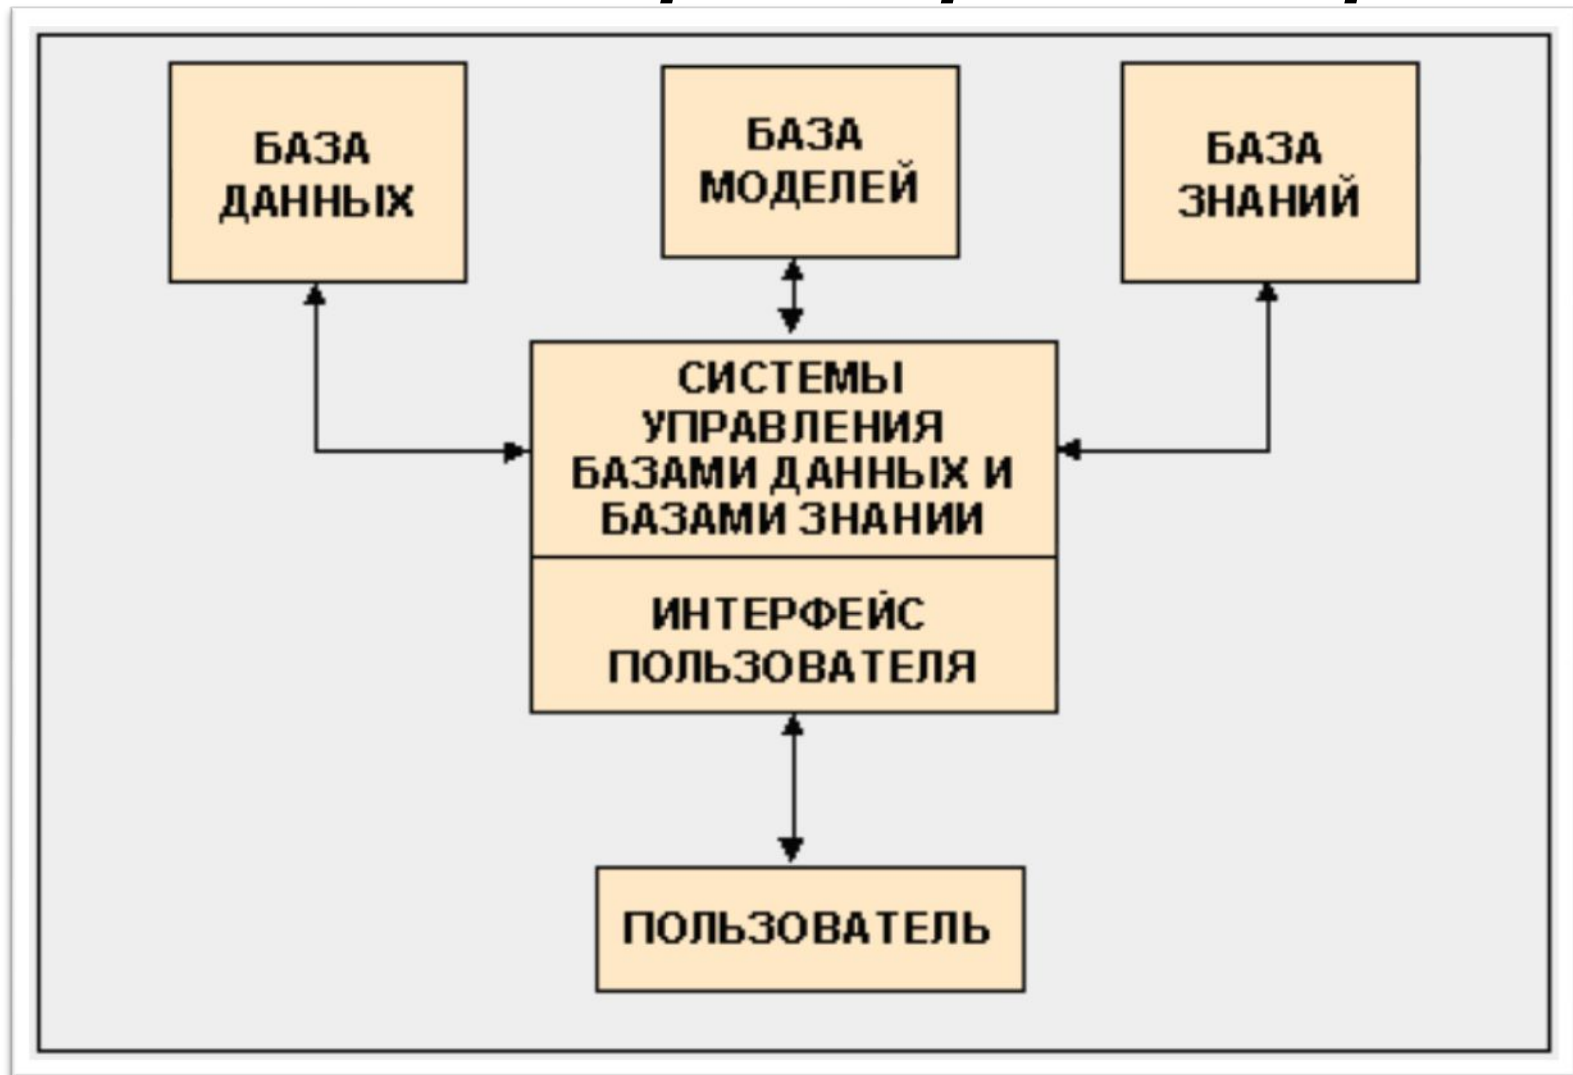 БАЗА
ДАННЫХ
БАЗА
МОДЕЛЕЙ
БАЗА
ЗНАНИЙ
СИСТЕМЫ
УПРАВЛЕНИЯ
БАЗАМИ ДАННЫХ И
БАЗАМИ ЗНАНИИ
ИНТЕРФЕЙС
ПОЛЬЗОВАТЕЛЯ
ПОЛЬЗОВАТЕЛЬ